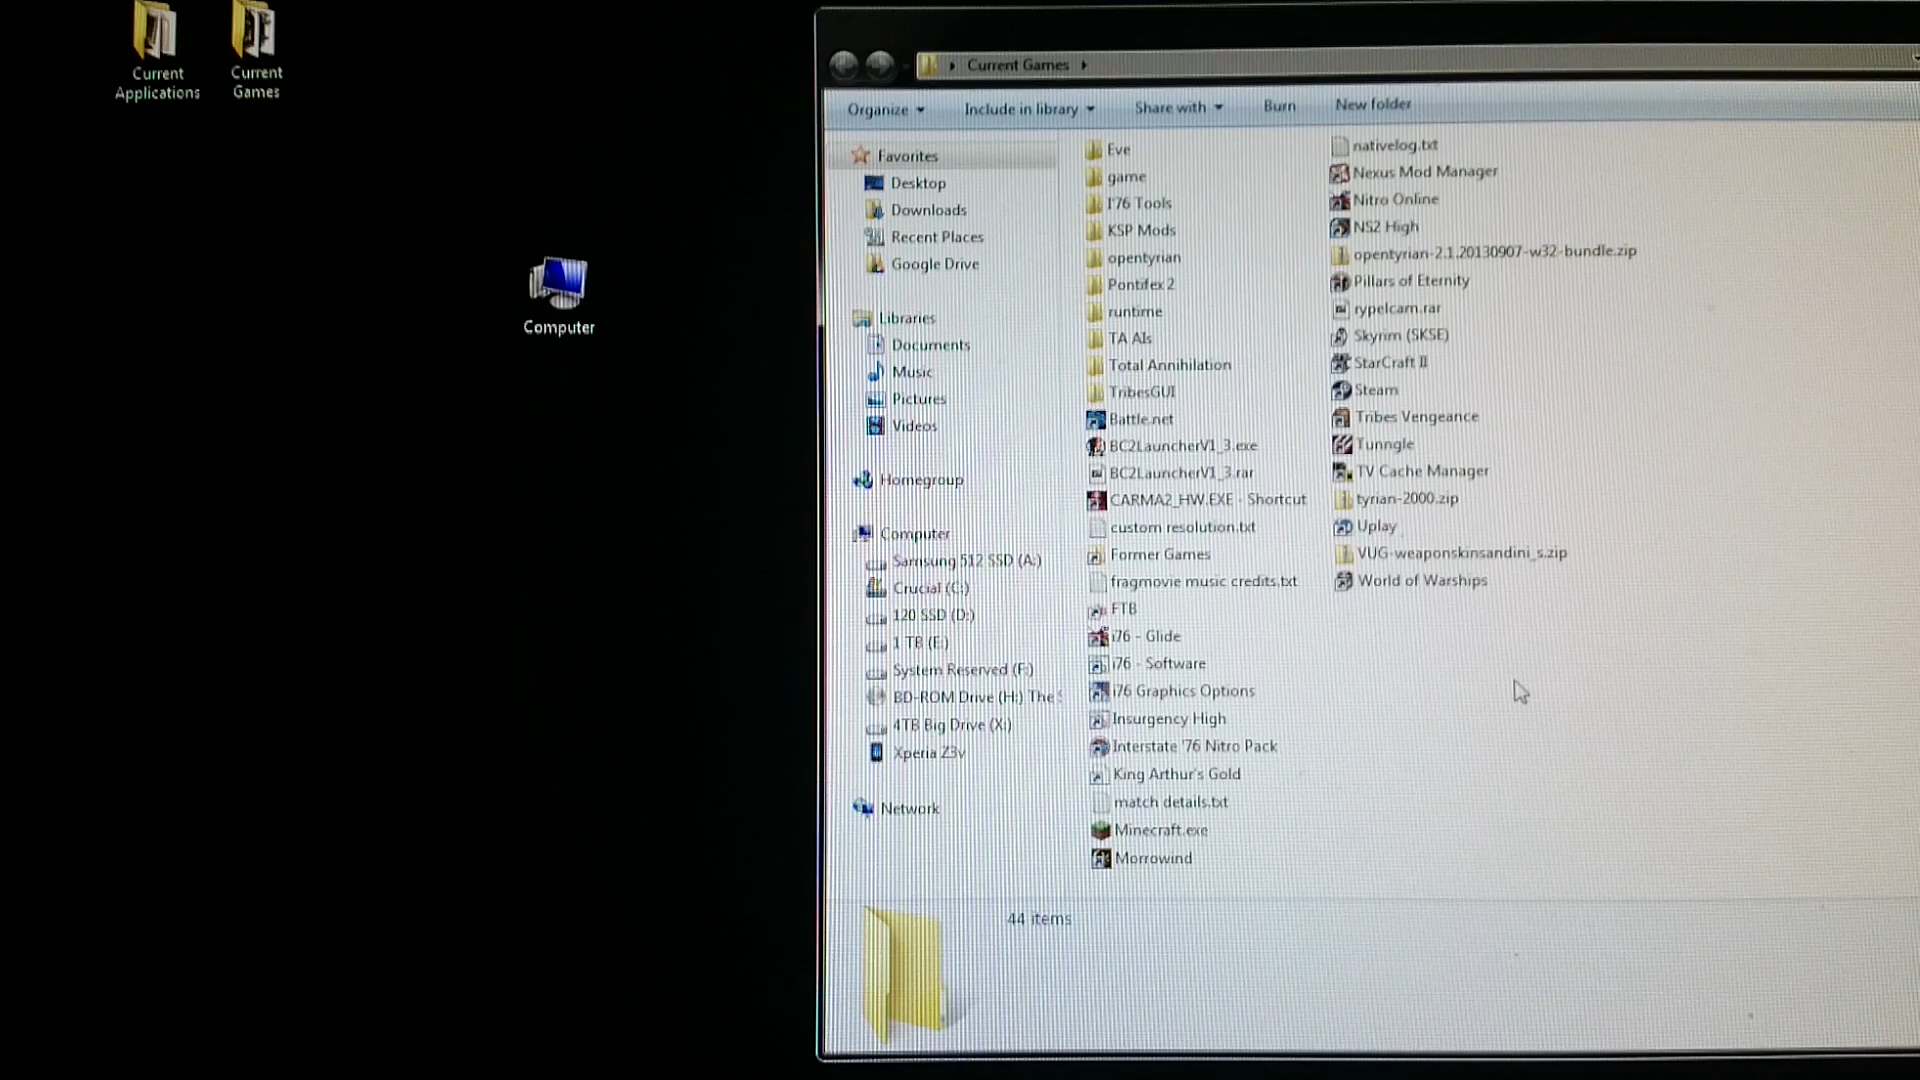 Current
Applications
Current
Games
Computer
Current Games
Organize
Include in library
Share with
Burn
New folder
Favorites
Desktop
Downloads
Recent Places
Google Drive
Libraries
Documents
Music
Pictures
Videos
Homegroup
Computer
Samsung 512 SSD (A:)
Crucial (C:)
120 SSD (D:)
1 TB (E:)
System Reserved (F:)
BD-ROM Drive (H:) The
4TB Big Drive (X:)
Xperia Z3v
Network
Eve
game
I'76 Tools
KSP Mods
opentyrian
Pontifex 2
runtime
TA AIs
Total Annihilation
TribesGUI
Battle.net
BC2LauncherV1_3.exe
BC2LauncherV1_3.rar
CARMA2_HW.EXE - Shortcut
custom resolution.txt
Former Games
fragmovie music credits.txt
FTB
i76 - Glide
i76 - Software
i76 Graphics Options
Insurgency High
Interstate '76 Nitro Pack
King Arthur's Gold
match details.txt
Minecraft.exe
Morrowind
nativelog.txt
Nexus Mod Manager
Nitro Online
NS2 High
opentyrian-2.1.20130907-w32-bundle.zip
Pillars of Eternity
rypelcam.rar
Skyrim (SKSE)
StarCraft II
Steam
Tribes Vengeance
Tunngle
TV Cache Manager
tyrian-2000.zip
Uplay
VUG-weaponskinsandini_s.zip
World of Warships
44 items